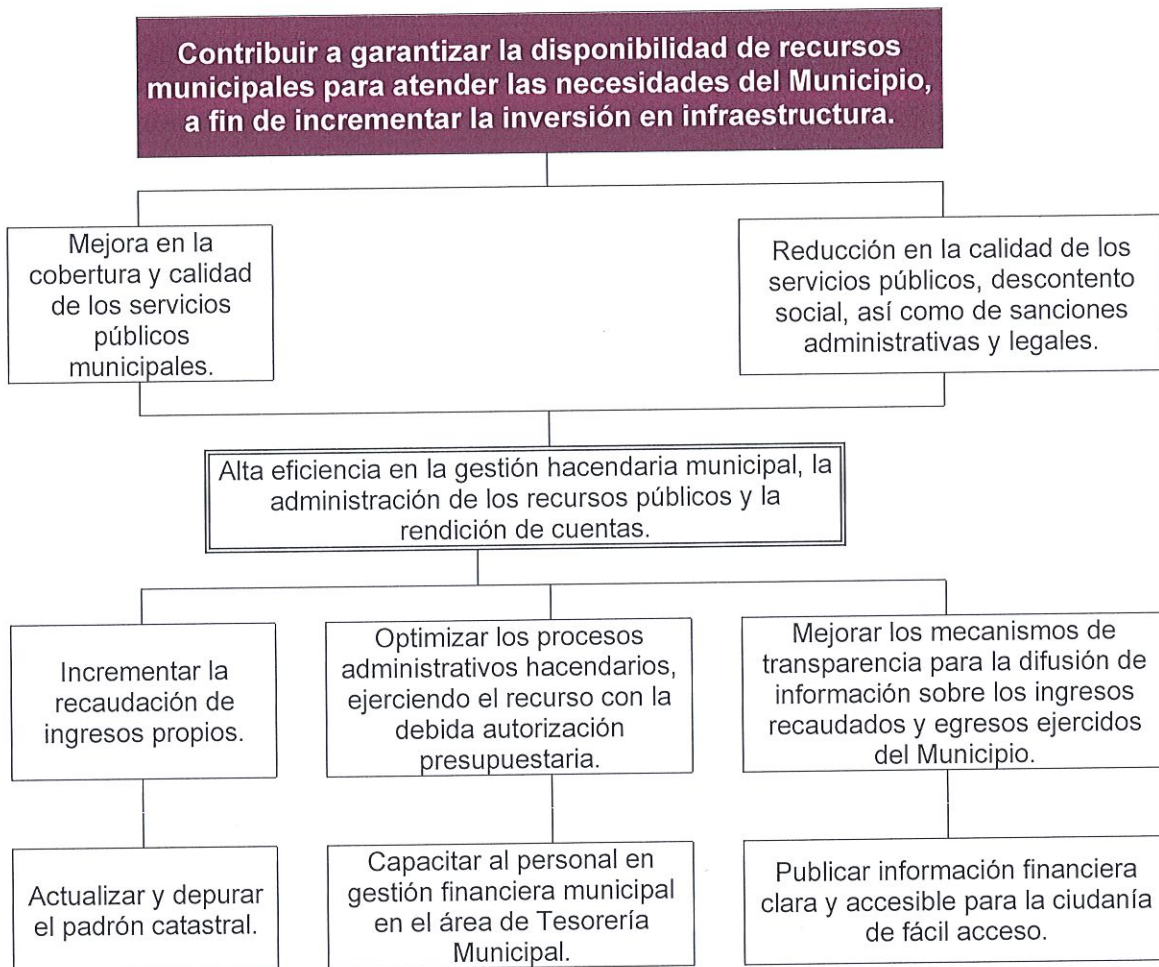 Contribuir a garantizar la disponibilidad de recursos
municipales para atender las necesidades del Municipio,
a fin de incrementar la inversión en infraestructura.
Mejora en la
cobertura y calidad
de los servicios
públicos
municipales.
Reducción en la calidad de los
servicios públicos, descontento
social, así como de sanciones
administrativas y legales.
Alta eficiencia en la gestión hacendaria municipal, la
administración de los recursos públicos y la
rendición de cuentas.
Incrementar la
recaudación de
ingresos propios.
Optimizar los procesos
administrativos hacendarios,
ejerciendo el recurso con la
debida autorización
presupuestaria.
Mejorar los mecanismos de
transparencia para la difusión de
información sobre los ingresos
recaudados y egresos ejercidos
del Municipio.
Actualizar y depurar
el padrón catastral.
Capacitar al personal en
gestión financiera municipal
en el área de Tesorería
Municipal.
Publicar información financiera
clara y accesible para la ciudanía
de fácil acceso.